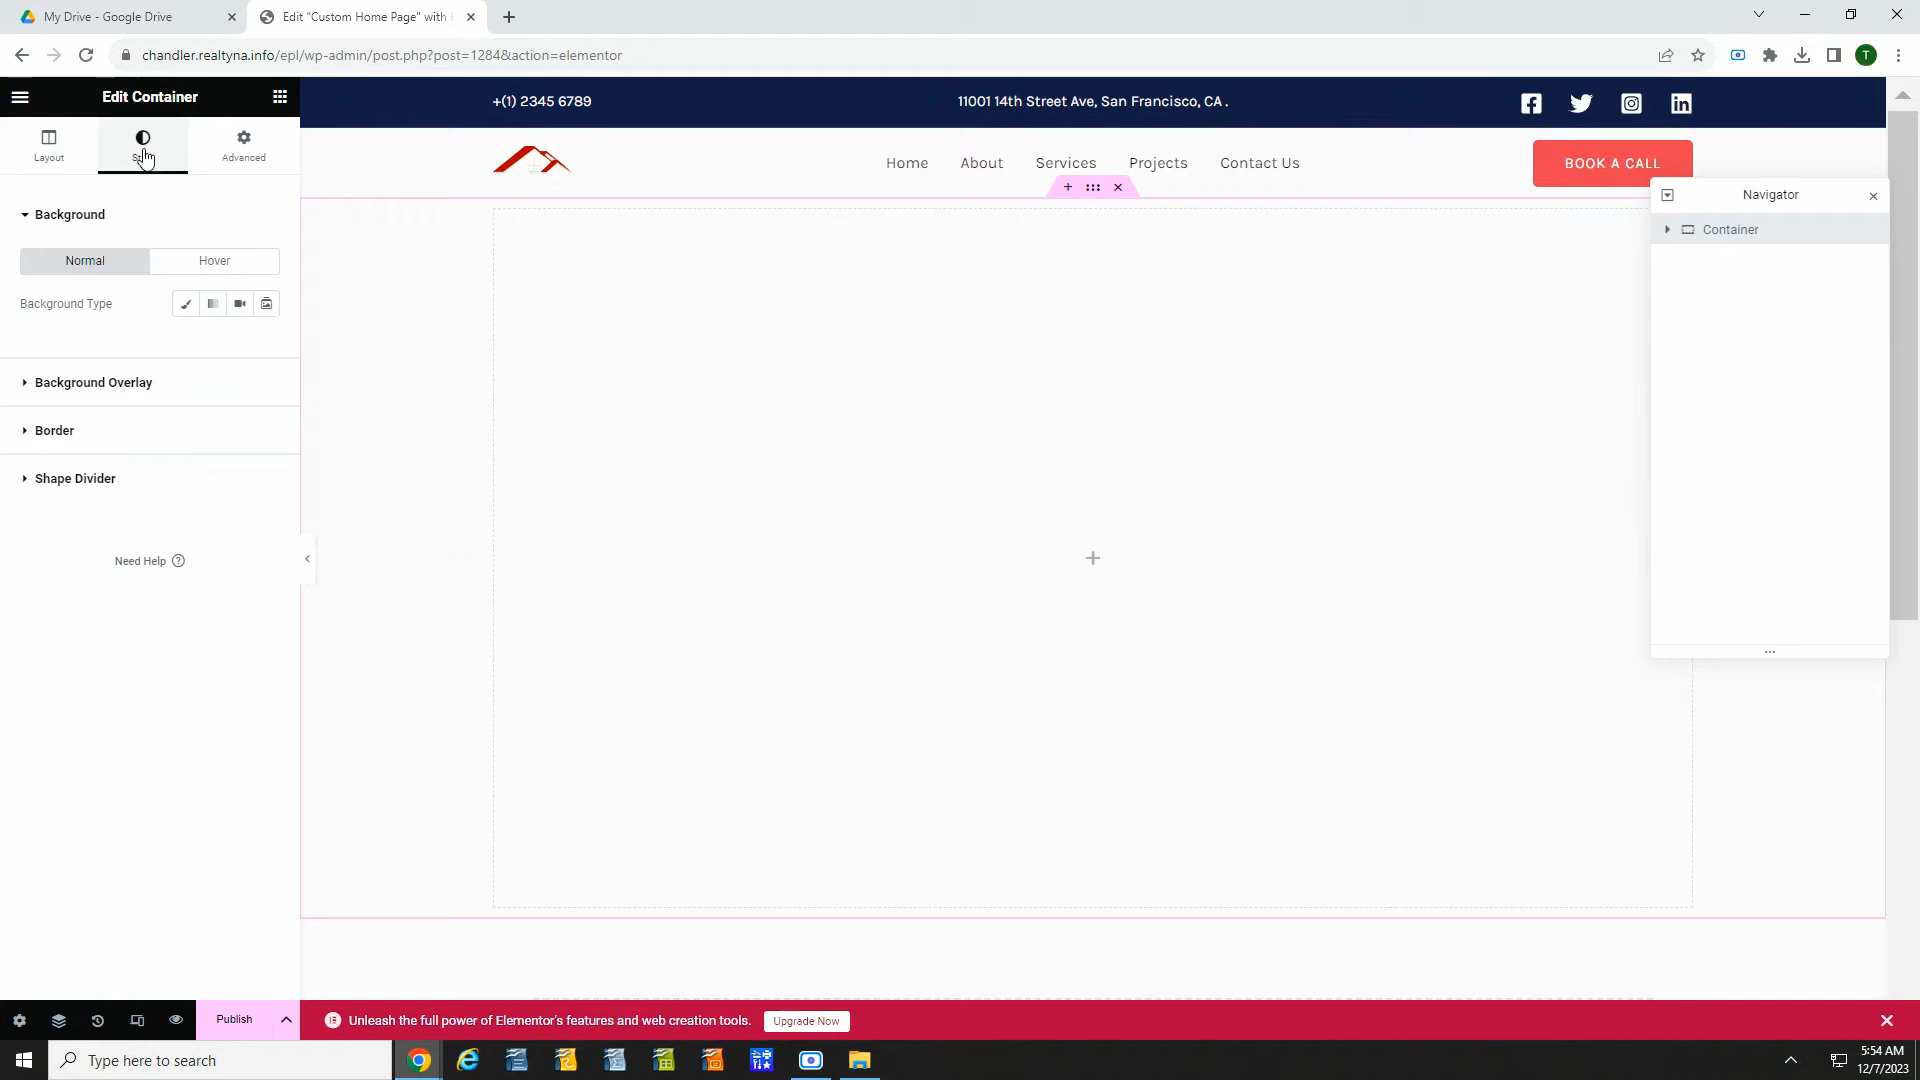 My Drive - Google Drive
Edit "Custom Home Page" with
chandler.realtyna.info/epl/wp-admin/post.php?post=1284&action=elementor
T
Edit Container
+(1) 2345 6789
11001 14th Street Ave, San Francisco, CA .
Layout
Advanced
Home
About
Services
Projects
Contact Us
BOOK A CALL
Navigator
Container
Background
Normal
Hover
Background Type
Background Overlay
Border
Shape Divider
Need Help
Publish
Unleash the full power of Elementor's features and web creation tools.
Upgrade Now
Type here to search
5:54 AM
12/7/2023